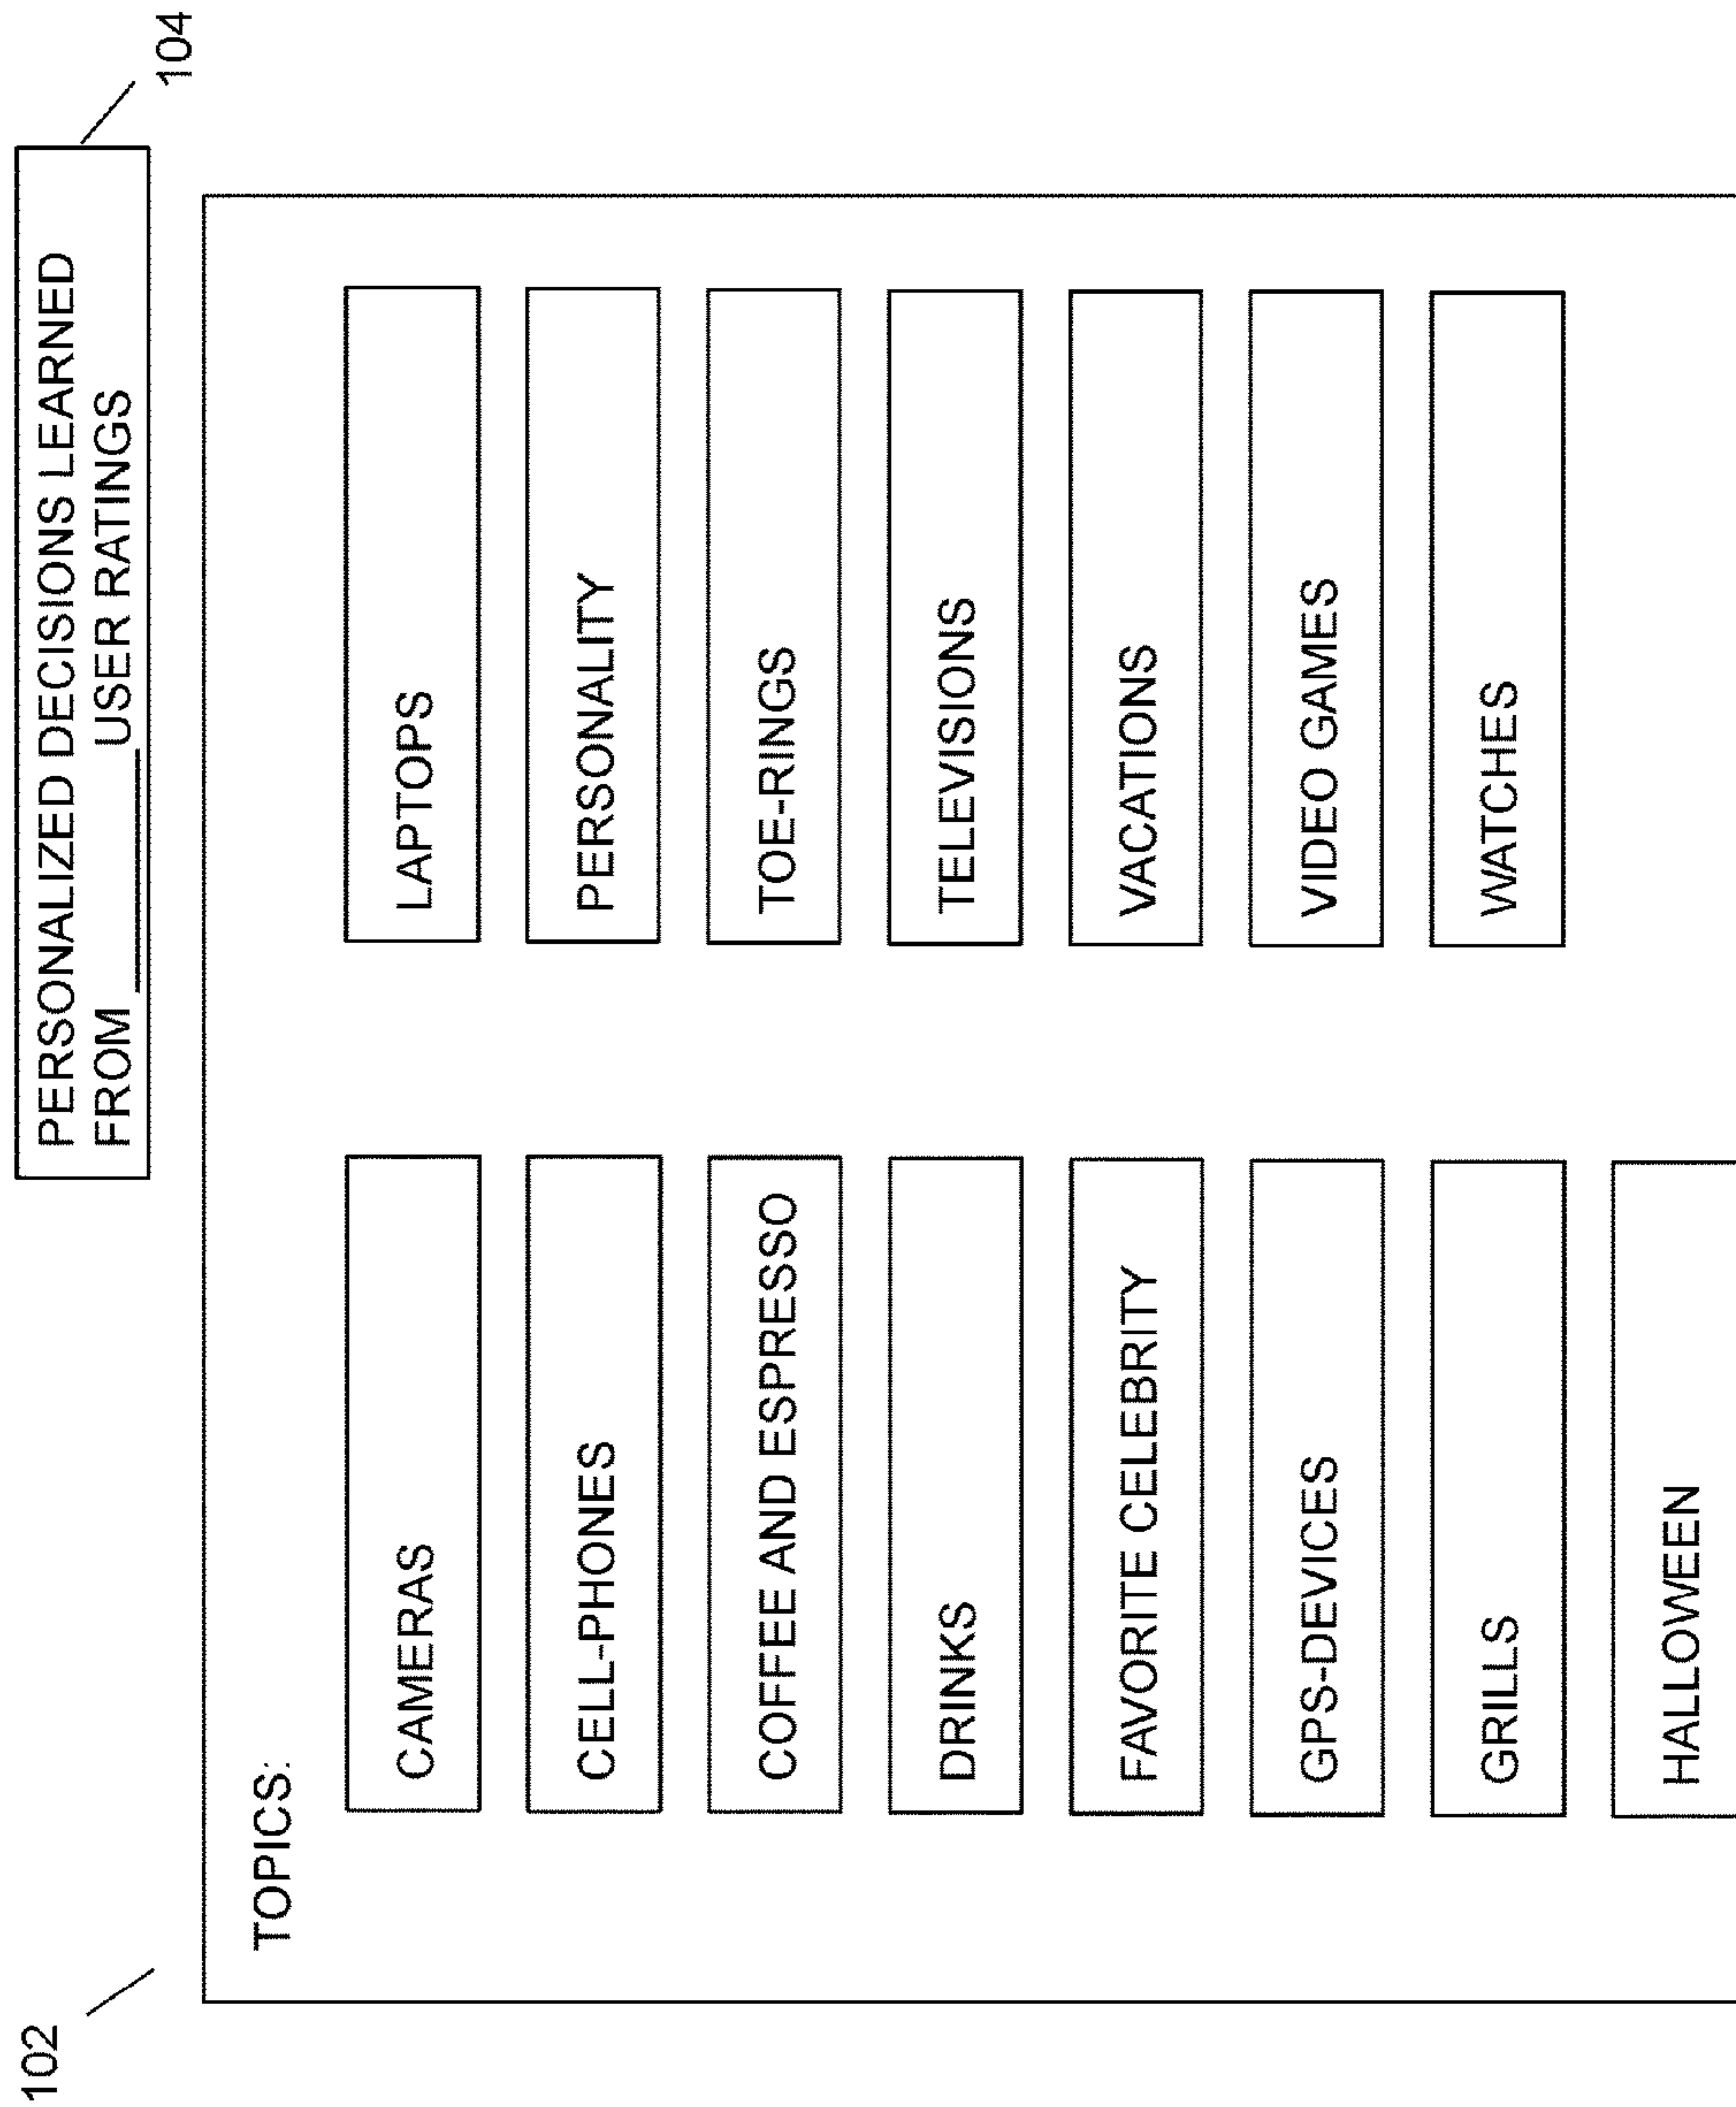 102
PERSONALIZED DECISIONS LEARNED
FROM ________ USER RATINGS
104
TOPICS:
CAMERAS
CELL-PHONES
COFFEE AND ESPRESSO
DRINKS
FAVORITE CELEBRITY
GPS-DEVICES
GRILLS
HALLOWEEN
LAPTOPS
PERSONALITY
TOE-RINGS
TELEVISIONS
VACATIONS
VIDEO GAMES
WATCHES